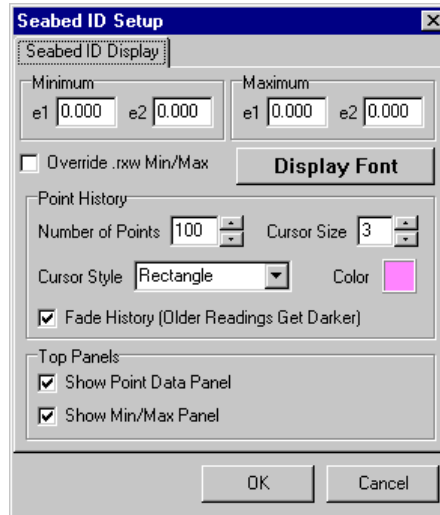 Seabed ID Setup
Seabed ID Display
Minimum Maximum
e1 0.000 e2 0.000 e1 0.000 e2 0.000
Override .rxw Min/Max Display Font
Point History
Number of Points 100 Cursor Size 3
Cursor Style Rectangle Color
Fade History (Older Readings Get Darker)
Top Panels
Show Point Data Panel
Show Min/Max Panel
OK Cancel